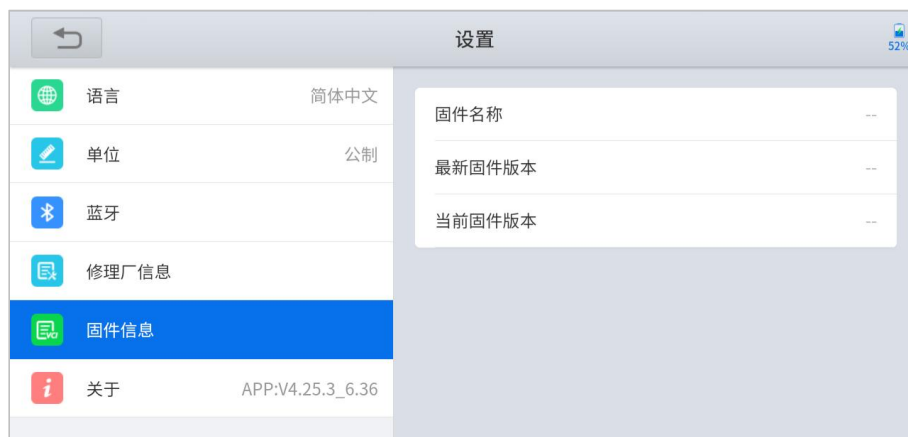 设置
52%
语言 简体中文
单位 公制
蓝牙
修理厂信息
固件信息
关于 APP:V4.25.3_6.36
固件名称 --
最新固件版本 --
当前固件版本 --